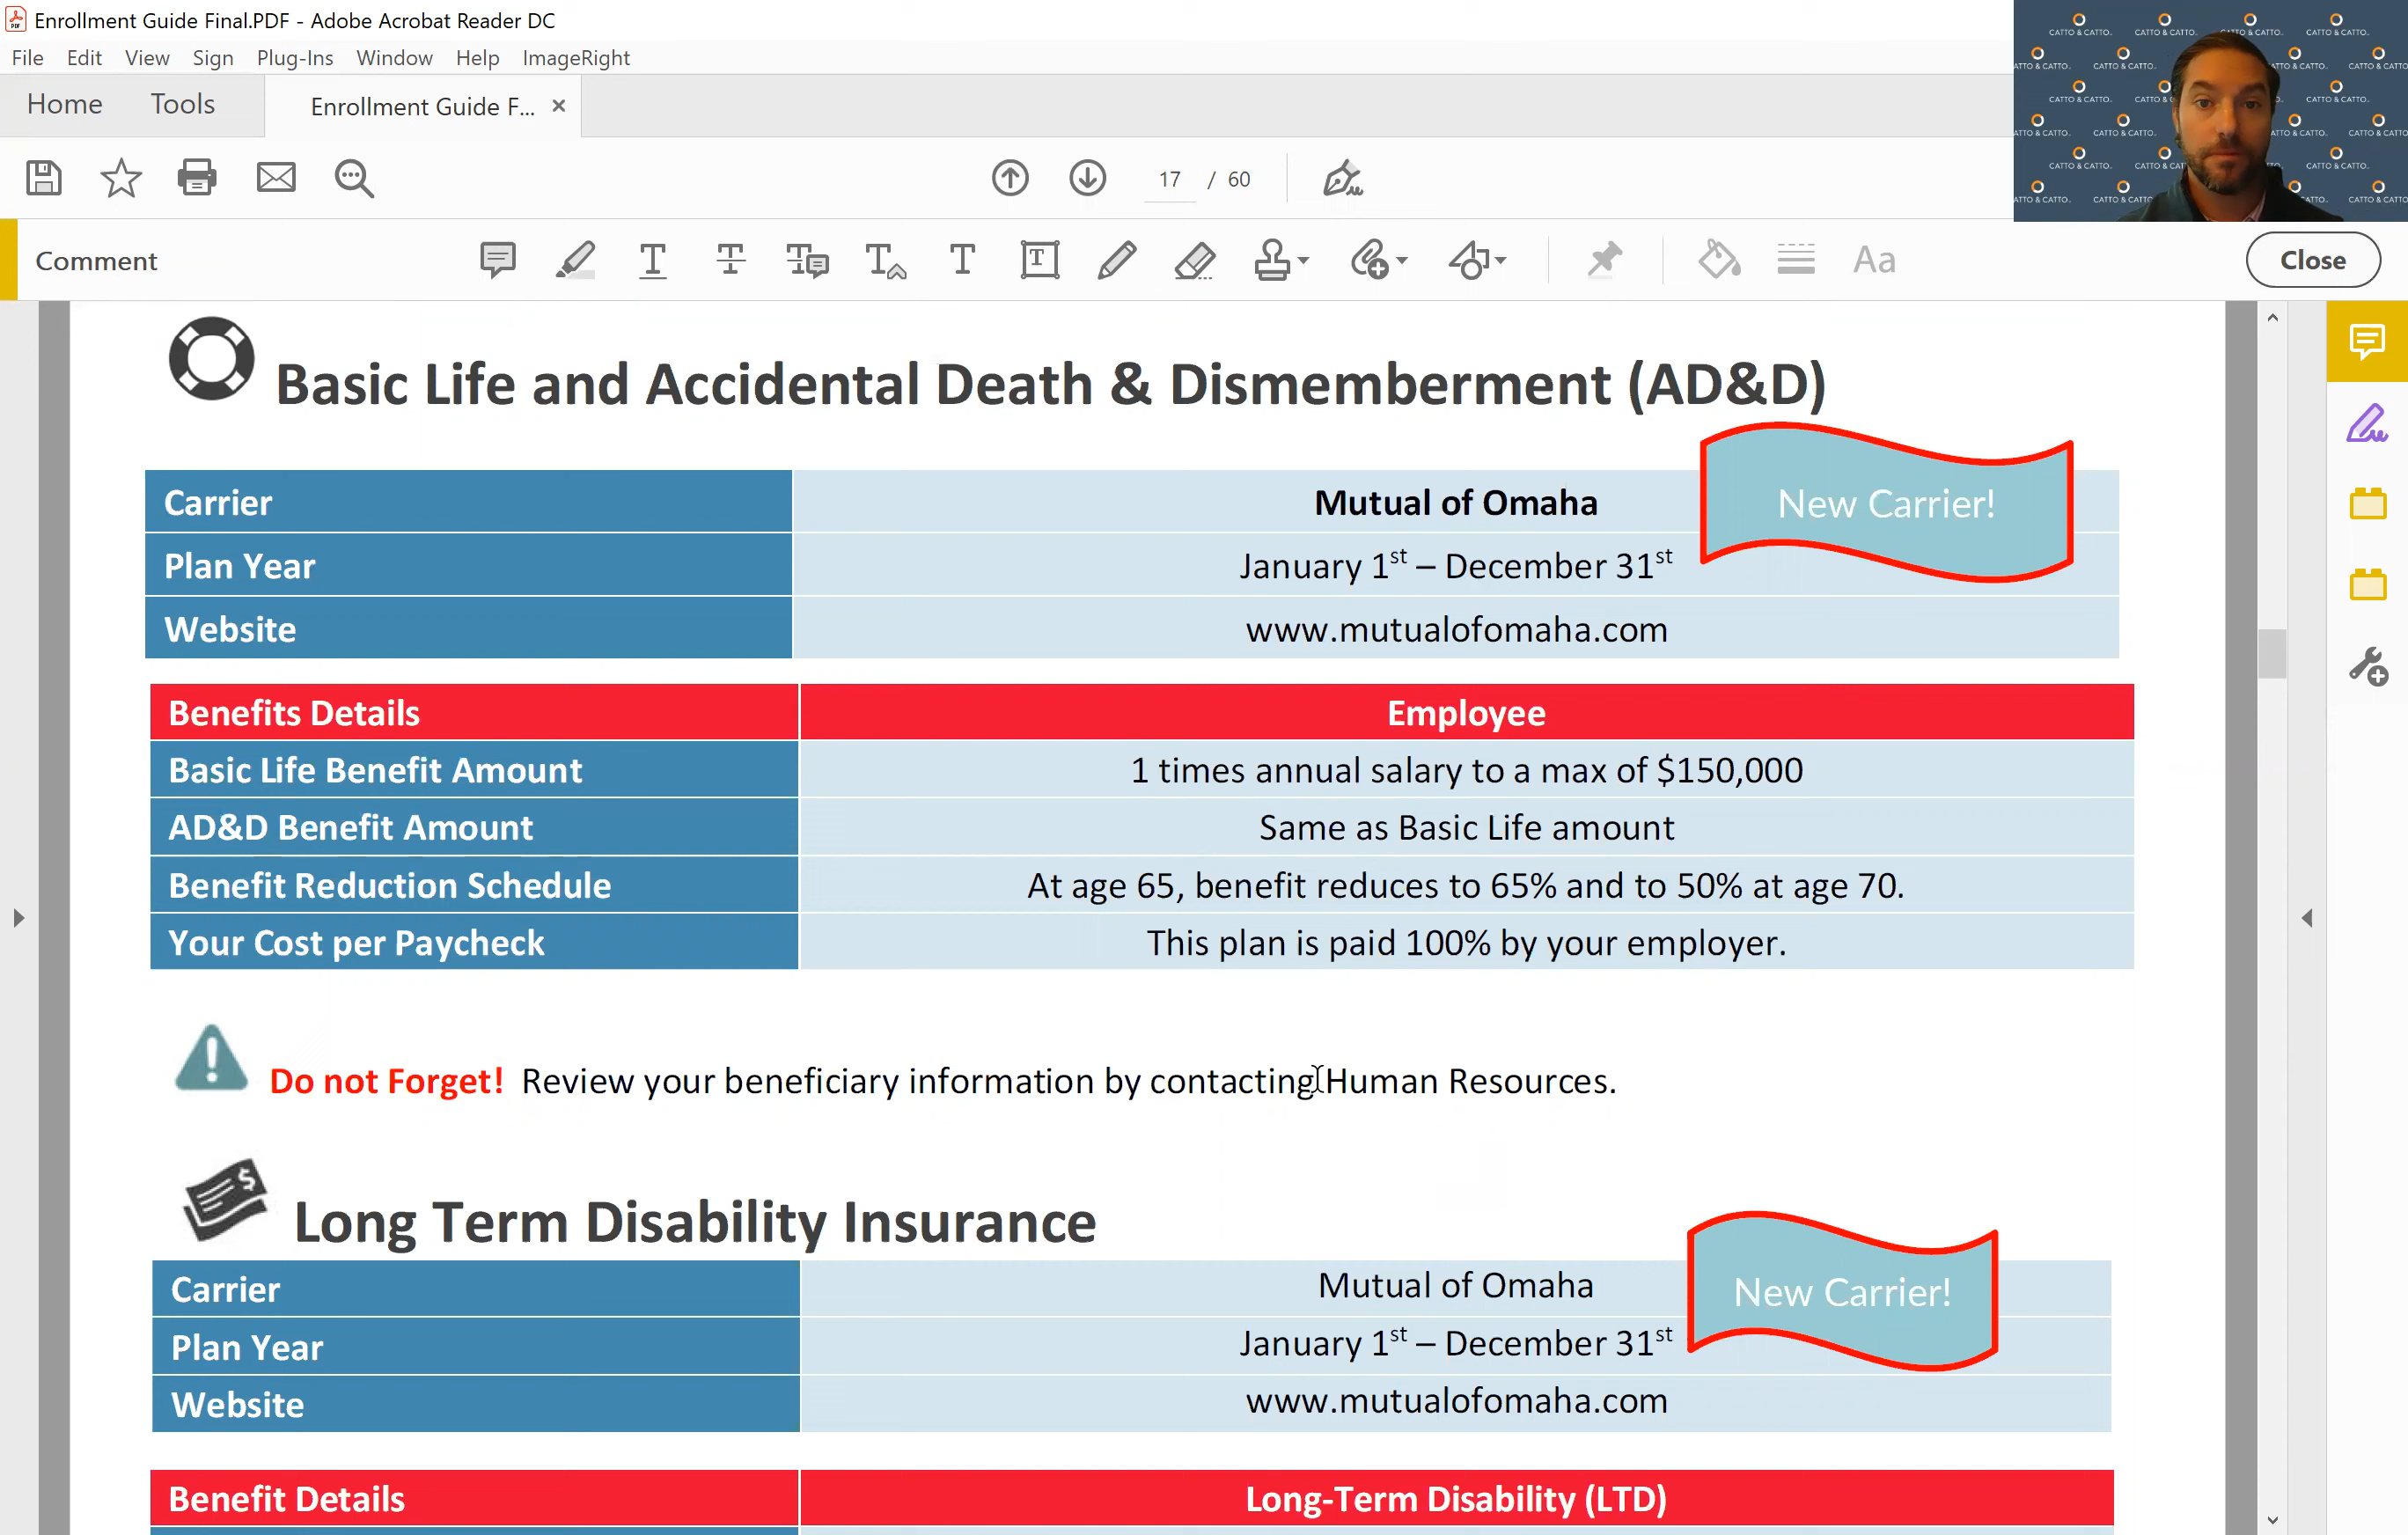 Enrollment Guide Final.PDF - Adobe Acrobat Reader DC
File Edit View Sign Plug-Ins Window Help ImageRight
Home Tools Enrollment Guide F... ×
17 / 60
CATTO & CATTO
Comment
T T T T T T Aa
Close
Basic Life and Accidental Death & Dismemberment (AD&D)
New Carrier!
Carrier Mutual of Omaha
Plan Year January 1st – December 31st
Website www.mutualofomaha.com
Benefits Details Employee
Basic Life Benefit Amount 1 times annual salary to a max of $150,000
AD&D Benefit Amount Same as Basic Life amount
Benefit Reduction Schedule At age 65, benefit reduces to 65% and to 50% at age 70.
Your Cost per Paycheck This plan is paid 100% by your employer.
Do not Forget! Review your beneficiary information by contacting Human Resources.
Long Term Disability Insurance
New Carrier!
Carrier Mutual of Omaha
Plan Year January 1st – December 31st
Website www.mutualofomaha.com
Benefit Details Long-Term Disability (LTD)